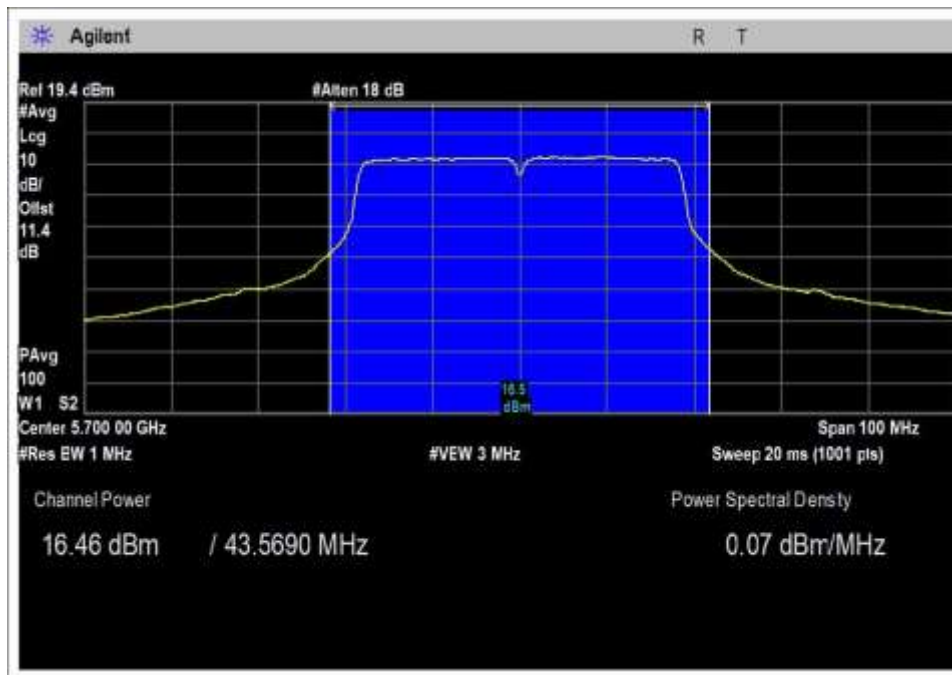 Agilent
R T
Ref 19.4 dBm #Atten 18 dB
#Avg
Log
10
dB/
Offst
11.4
dB
16.5
dBm
PAvg
100
W1 S2
Center 5.700 00 GHz Span 100 MHz
#Res BW 1 MHz #VBW 3 MHz Sweep 20 ms (1001 pts)
Channel Power Power Spectral Density
16.46 dBm / 43.5690 MHz 0.07 dBm/MHz